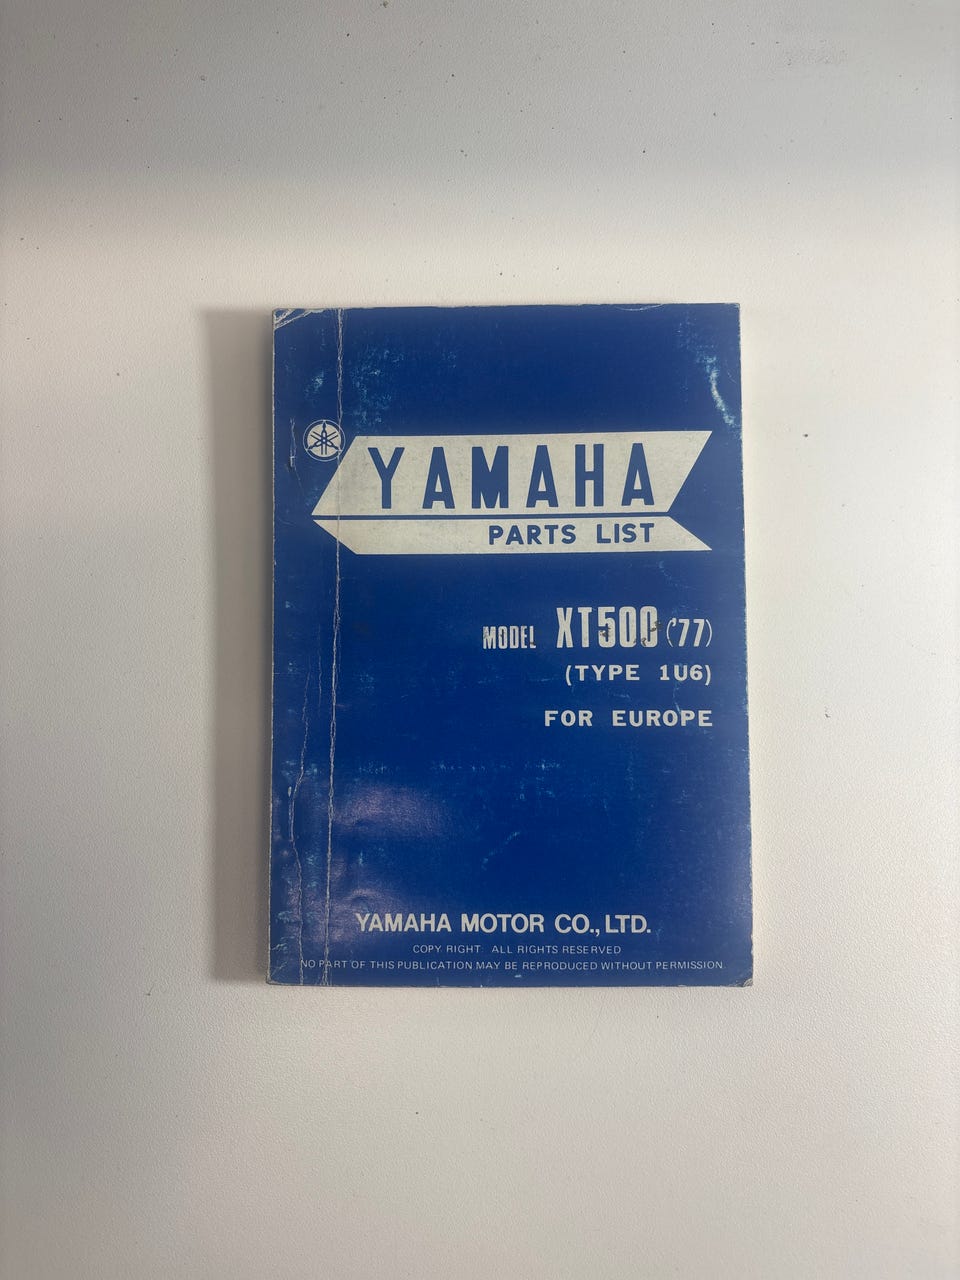 YAMAHA
PARTS LIST
MODEL XT500 ('77)
(TYPE 1U6)
FOR EUROPE
YAMAHA MOTOR CO., LTD.
COPY RIGHT: ALL RIGHTS RESERVED
NO PART OF THIS PUBLICATION MAY BE REPRODUCED WITHOUT PERMISSION.